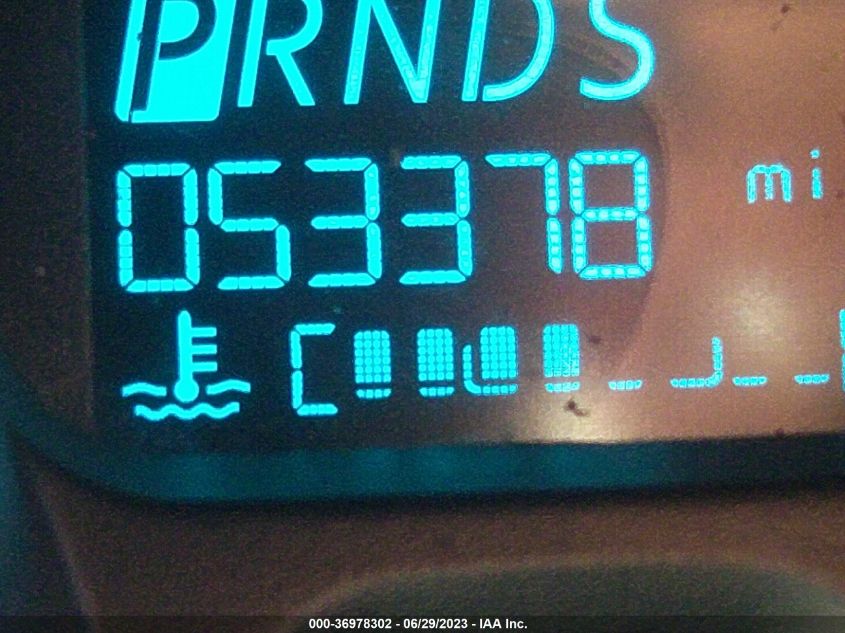 PRNDS
053378 mi
C
000-36978302 - 06/29/2023 - IAA Inc.